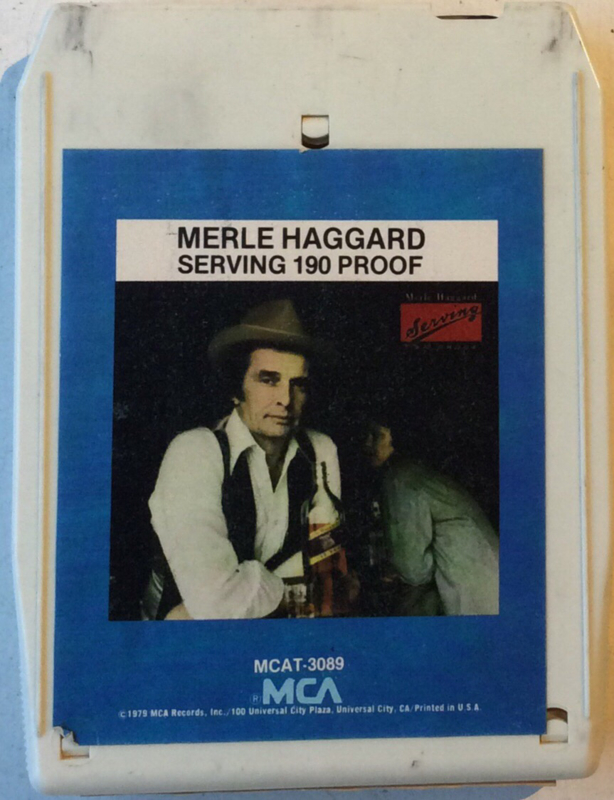 MERLE HAGGARD
SERVING 190 PROOF
Merle Haggard
Serving
MCAT-3089
®MCA
©1979 MCA Records, Inc./100 Universal City Plaza, Universal City, CA/Printed in U.S.A.